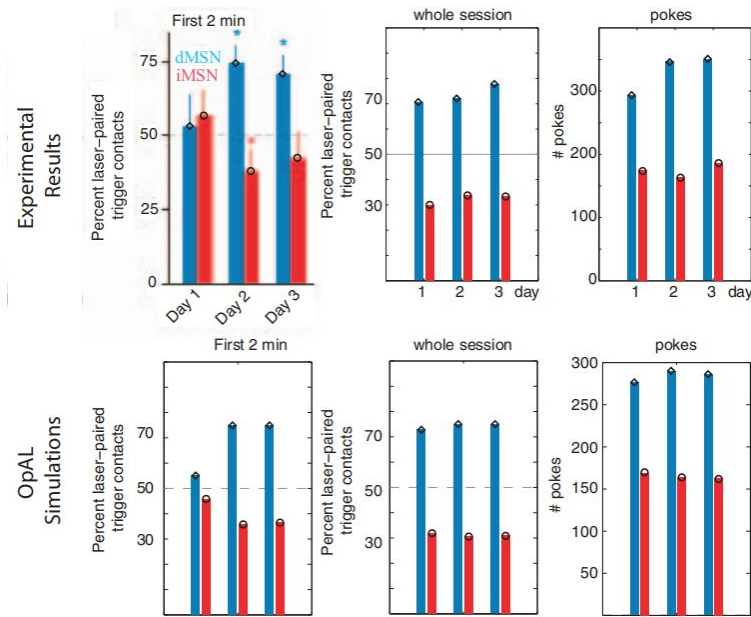 First 2 min
whole session
pokes
Experimental
Results
Percent laser-paired
trigger contacts
75
50
25
0
dMSN
iMSN
*
*
*
Day 1
Day 2
Day 3
Percent laser-paired
trigger contacts
70
50
30
1 2 3 day
# pokes
300
200
100
0
1 2 3 day
First 2 min
whole session
pokes
OpAL
Simulations
Percent laser-paired
trigger contacts
70
50
30
Percent laser-paired
trigger contacts
70
50
30
# pokes
300
250
200
150
100
50